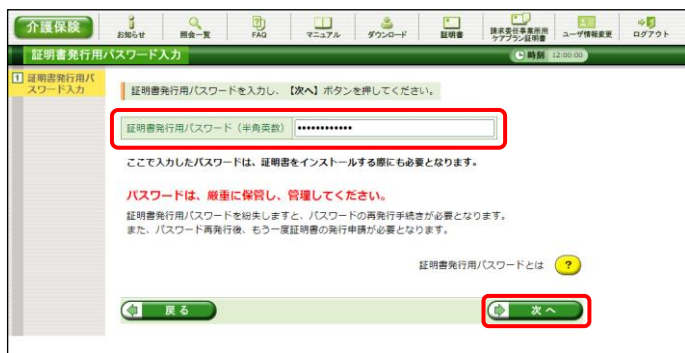 介護保険
お知らせ
照会一覧
FAQ
マニュアル
ダウンロード
証明書
請求委任事業所用
ケアプラン証明書
ユーザ情報変更
ログアウト
証明書発行用パスワード入力
時刻 12:00:00
1 証明書発行用パ
スワード入力
証明書発行用パスワードを入力し、【次へ】ボタンを押してください。
証明書発行用パスワード（半角英数） ••••••••••••
ここで入力したパスワードは、証明書をインストールする際にも必要となります。
パスワードは、厳重に保管し、管理してください。
証明書発行用パスワードを紛失しますと、パスワードの再発行手続きが必要となります。
また、パスワード再発行後、もう一度証明書の発行申請が必要となります。
証明書発行用パスワードとは ?
戻る
次へ